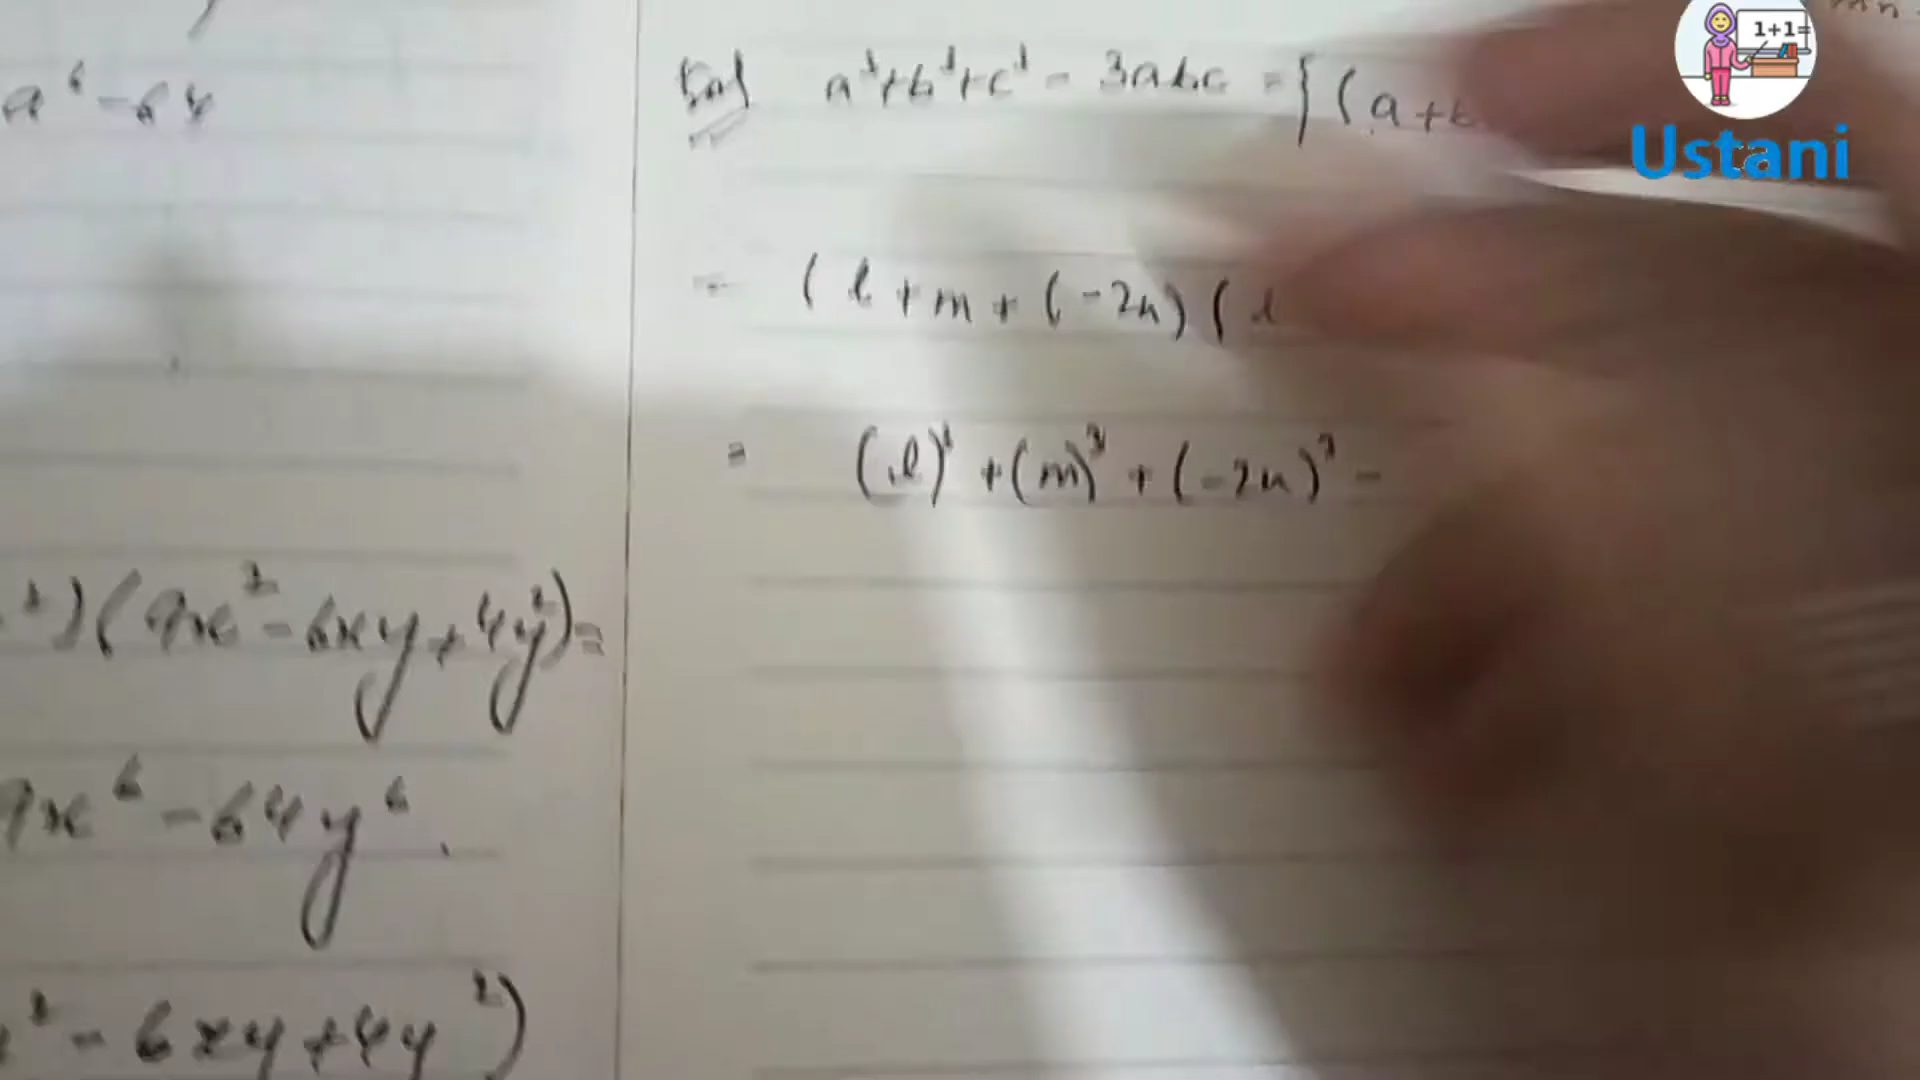 a⁶ - 64
²)(9x² - 6xy + 4y²) =
9x⁶ - 64y⁶.
² - 6xy + 4y²)
Sol a³+b³+c³ - 3abc = {(a+b
= (l + m + (-2n) (l
= (l)³ + (m)³ + (-2n)³ -
1+1=
Ustani